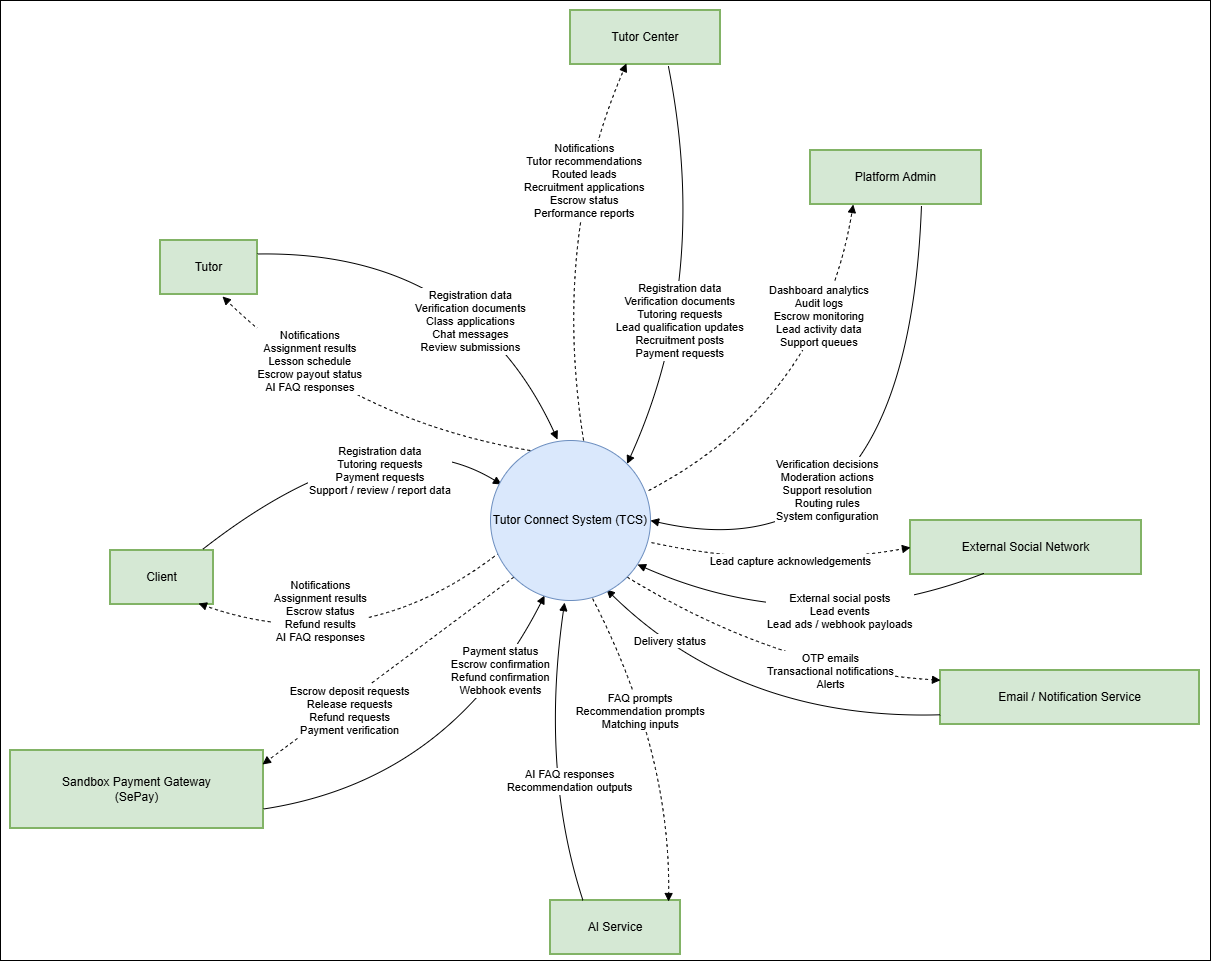 Tutor Center
Notifications
Tutor recommendations
Routed leads
Recruitment applications
Escrow status
Performance reports
Platform Admin
Tutor
Registration data
Verification documents
Class applications
Chat messages
Review submissions
Registration data
Verification documents
Tutoring requests
Lead qualification updates
Recruitment posts
Payment requests
Dashboard analytics
Audit logs
Escrow monitoring
Lead activity data
Support queues
Notifications
Assignment results
Lesson schedule
Escrow payout status
AI FAQ responses
Registration data
Tutoring requests
Payment requests
Support / review / report data
Verification decisions
Moderation actions
Support resolution
Routing rules
System configuration
Tutor Connect System (TCS)
External Social Network
Lead capture acknowledgements
Client
Notifications
Assignment results
Escrow status
Refund results
AI FAQ responses
External social posts
Lead events
Lead ads / webhook payloads
Delivery status
Payment status
Escrow confirmation
Refund confirmation
Webhook events
OTP emails
Transactional notifications
Alerts
Email / Notification Service
Escrow deposit requests
Release requests
Refund requests
Payment verification
FAQ prompts
Recommendation prompts
Matching inputs
Sandbox Payment Gateway
(SePay)
AI FAQ responses
Recommendation outputs
AI Service